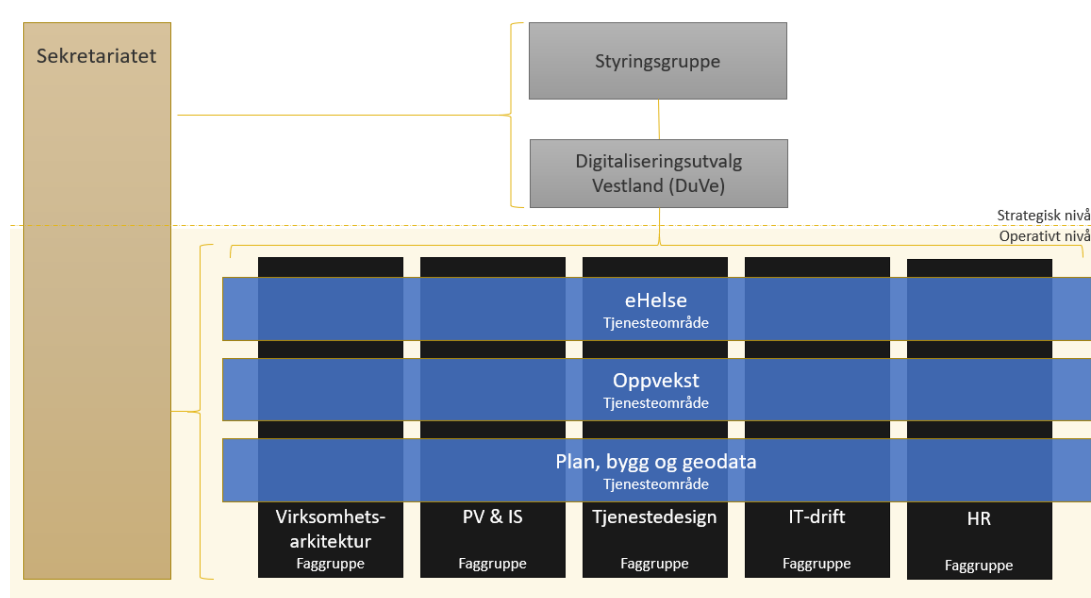 Sekretariatet
Styringsgruppe
Digitaliseringsutvalg
Vestland (DuVe)
Strategisk nivå
Operativt nivå
eHelse
Tjenesteområde
Oppvekst
Tjenesteområde
Plan, bygg og geodata
Tjenesteområde
Virksomhets-
arkitektur
Faggruppe
PV & IS
Faggruppe
Tjenestedesign
Faggruppe
IT-drift
Faggruppe
HR
Faggruppe